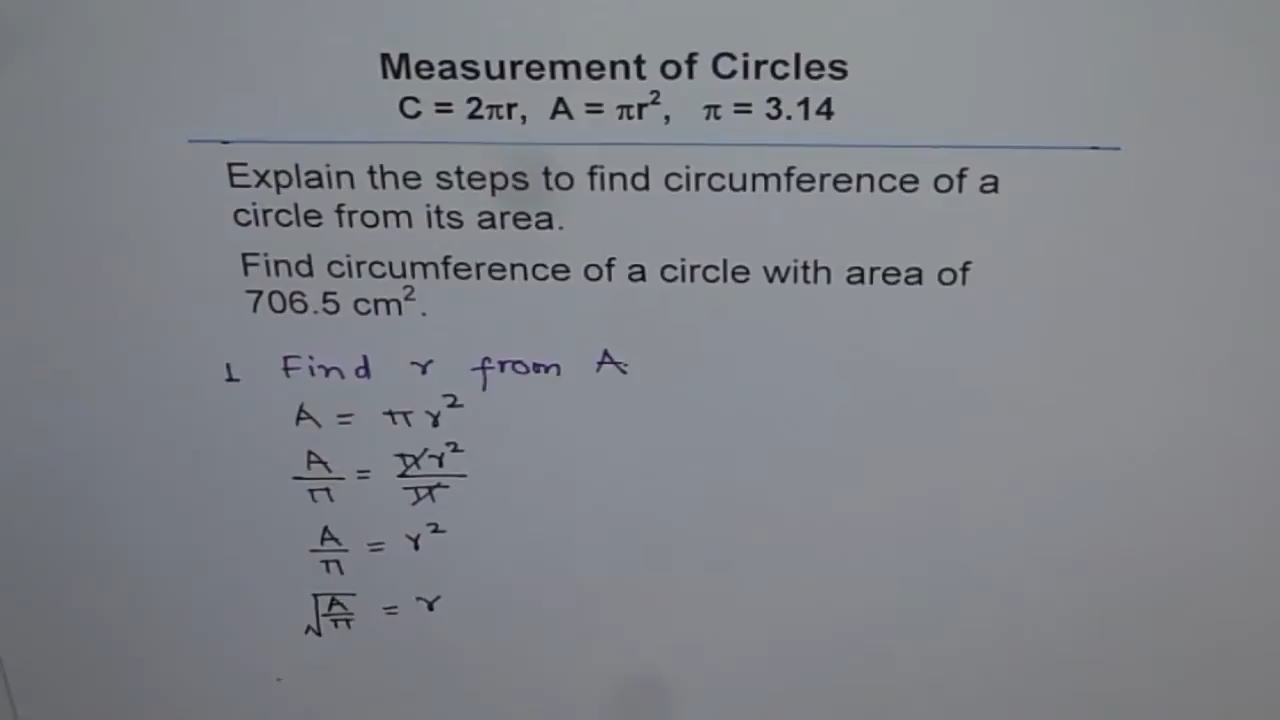 Measurement of Circles
C = 2πr, A = πr², π = 3.14
Explain the steps to find circumference of a
circle from its area.
Find circumference of a circle with area of
706.5 cm².
1 Find r from A.
A = πr²
A/π = πr²/π
A/π = r²
√(A/π) = r